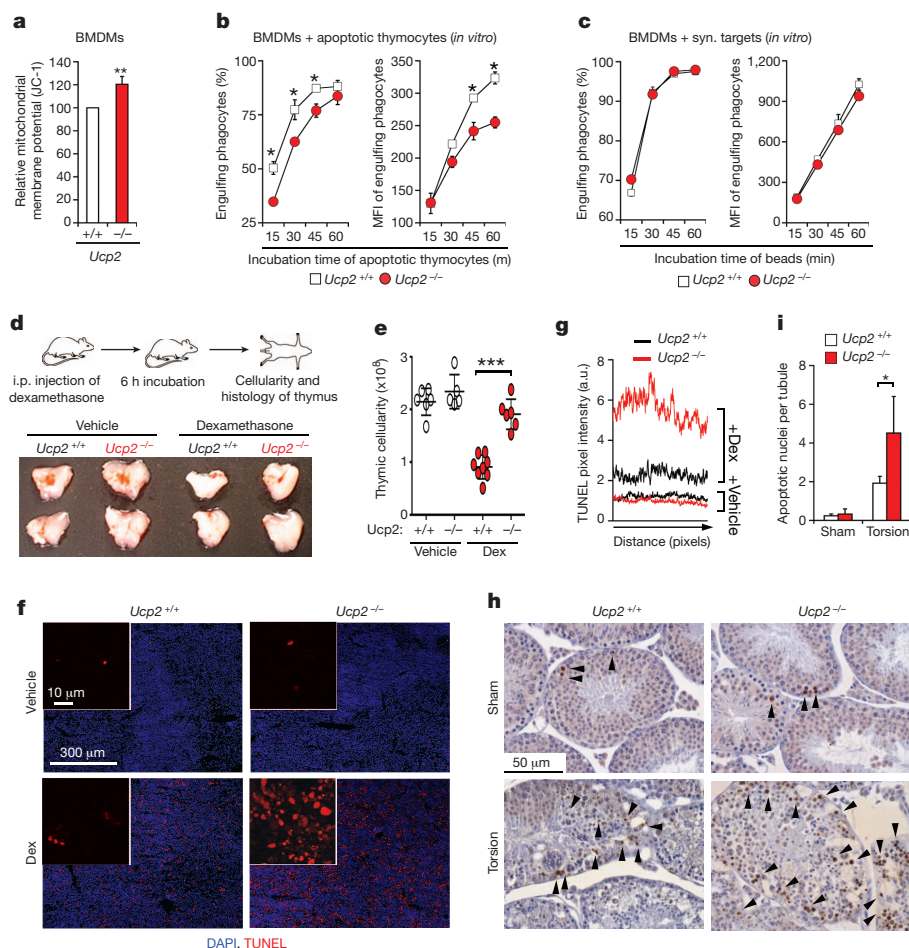 a
BMDMs
Relative mitochondrial
membrane potential (JC-1)
140
120
100
80
60
40
20
0
**
+/+ –/–
Ucp2
b
BMDMs + apoptotic thymocytes (in vitro)
Engulfing phagocytes (%)
100
75
50
25
*
*
*
15 30 45 60
MFI of engulfing phagocytes
400
350
300
250
200
150
100
*
*
15 30 45 60
Incubation time of apoptotic thymocytes (m)
Ucp2 +/+ Ucp2 –/–
c
BMDMs + syn. targets (in vitro)
Engulfing phagocytes (%)
100
90
80
70
60
15 30 45 60
MFI of engulfing phagocytes
1,200
900
600
300
0
15 30 45 60
Incubation time of beads (min)
Ucp2 +/+ Ucp2 –/–
d
i.p. injection of
dexamethasone
6 h incubation
Cellularity and
histology of thymus
Vehicle Dexamethasone
Ucp2 +/+ Ucp2 –/– Ucp2 +/+ Ucp2 –/–
e
Thymic cellularity (x10⁸)
3
2
1
0
***
Ucp2: +/+ –/– +/+ –/–
Vehicle Dex
g
Ucp2 +/+
Ucp2 –/–
TUNEL pixel intensity (a.u.)
8
6
4
2
0
+Dex
+Vehicle
Distance (pixels)
i
Ucp2 +/+
Ucp2 –/–
Apoptotic nuclei per tubule
8
6
4
2
0
*
Sham Torsion
f
Ucp2 +/+ Ucp2 –/–
Vehicle
10 μm
300 μm
Dex
DAPI, TUNEL
h
Ucp2 +/+ Ucp2 –/–
Sham
50 μm
Torsion